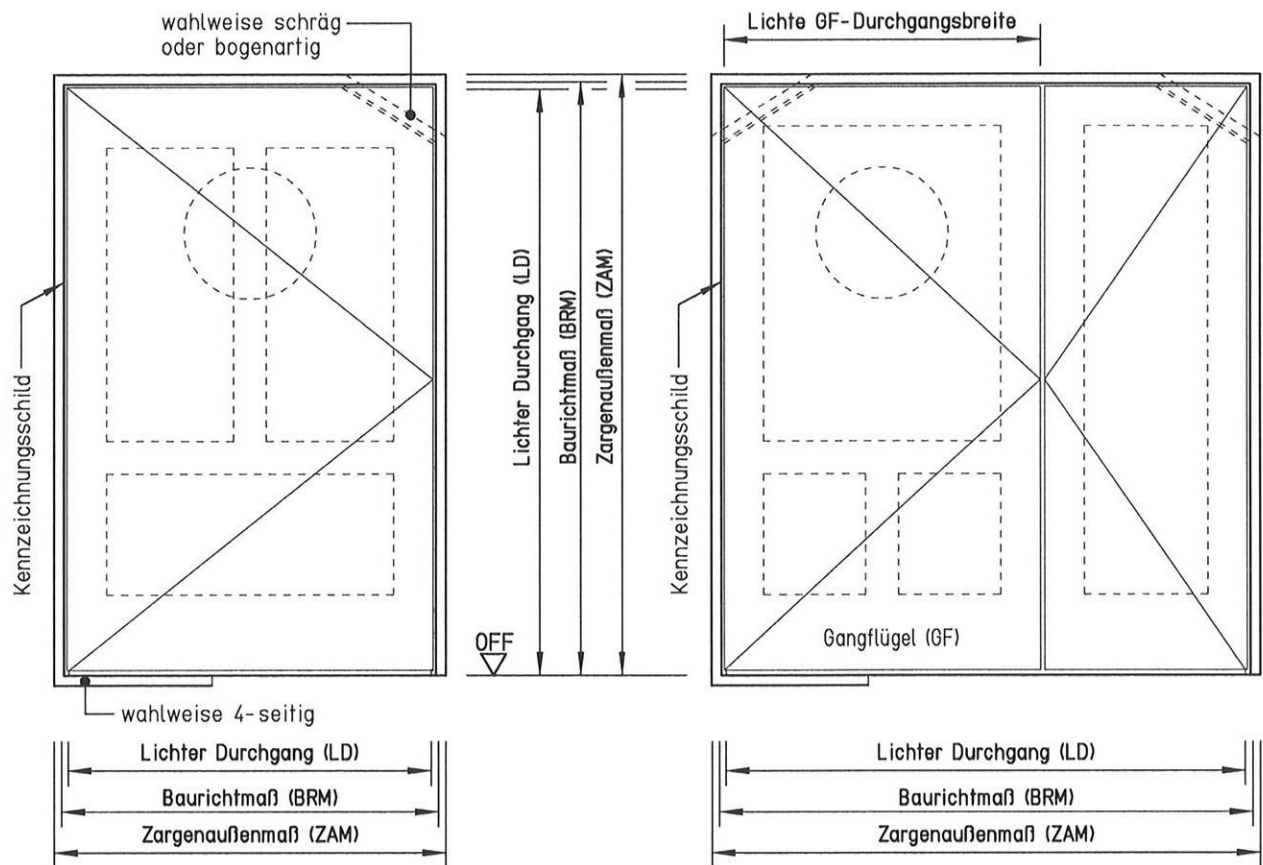 wahlweise schräg
oder bogenartig
Lichte GF-Durchgangsbreite
Kennzeichnungsschild
Lichter Durchgang (LD)
Baurichtmaß (BRM)
Zargenaußenmaß (ZAM)
Kennzeichnungsschild
OFF
Gangflügel (GF)
wahlweise 4-seitig
Lichter Durchgang (LD)
Baurichtmaß (BRM)
Zargenaußenmaß (ZAM)
Lichter Durchgang (LD)
Baurichtmaß (BRM)
Zargenaußenmaß (ZAM)